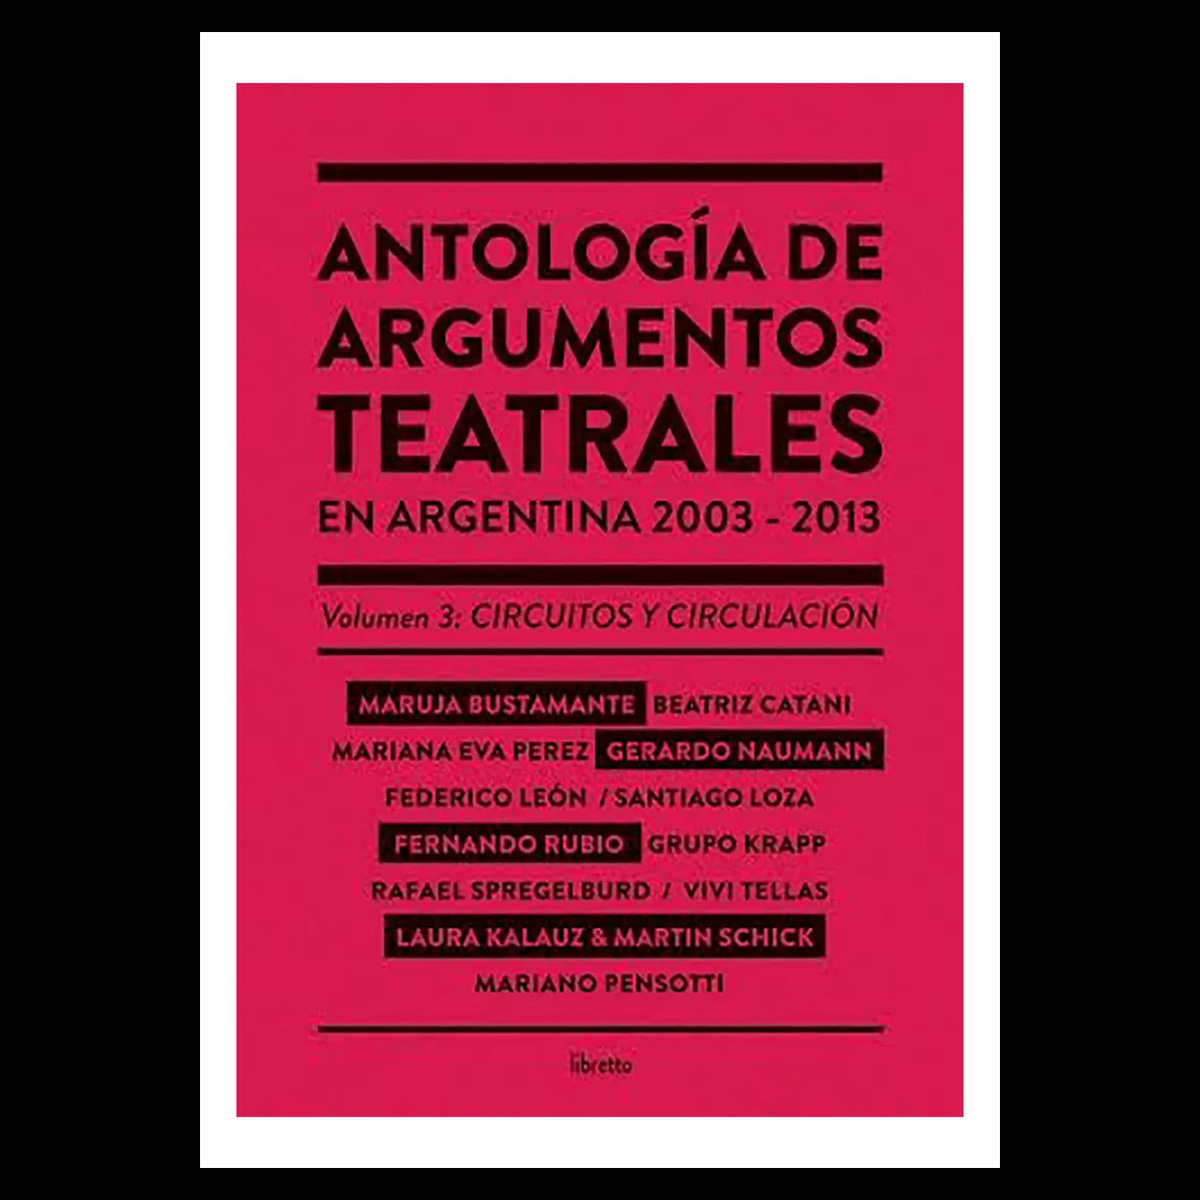 ANTOLOGÍA DE
ARGUMENTOS
TEATRALES
EN ARGENTINA 2003 - 2013
Volumen 3: CIRCUITOS Y CIRCULACIÓN
MARUJA BUSTAMANTE BEATRIZ CATANI
MARIANA EVA PEREZ GERARDO NAUMANN
FEDERICO LEÓN / SANTIAGO LOZA
FERNANDO RUBIO GRUPO KRAPP
RAFAEL SPREGELBURD / VIVI TELLAS
LAURA KALAUZ & MARTIN SCHICK
MARIANO PENSOTTI
libretto